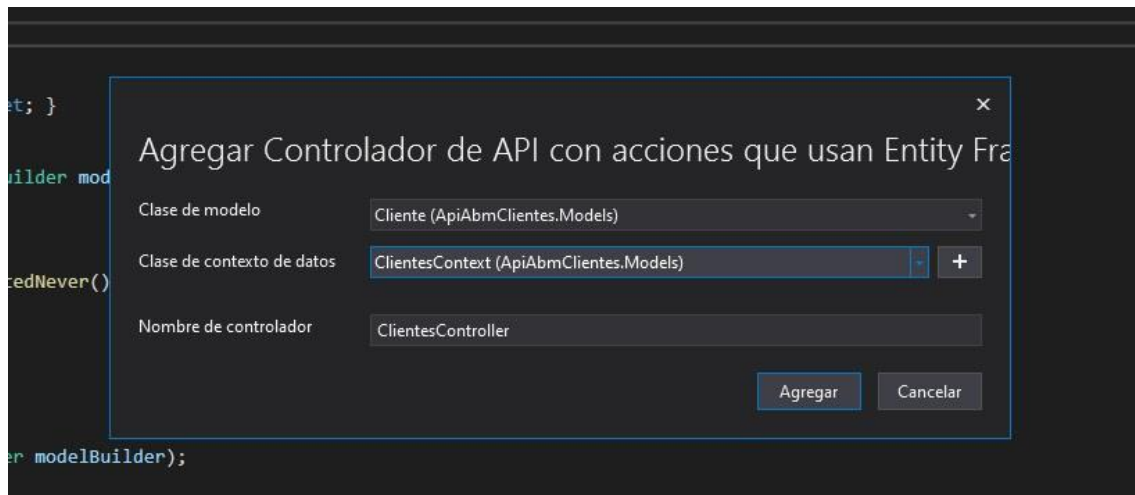 et; }
×
Agregar Controlador de API con acciones que usan Entity Fra
uilder mod
Clase de modelo Cliente (ApiAbmClientes.Models)
Clase de contexto de datos ClientesContext (ApiAbmClientes.Models) +
tedNever()
Nombre de controlador ClientesController
Agregar Cancelar
er modelBuilder);